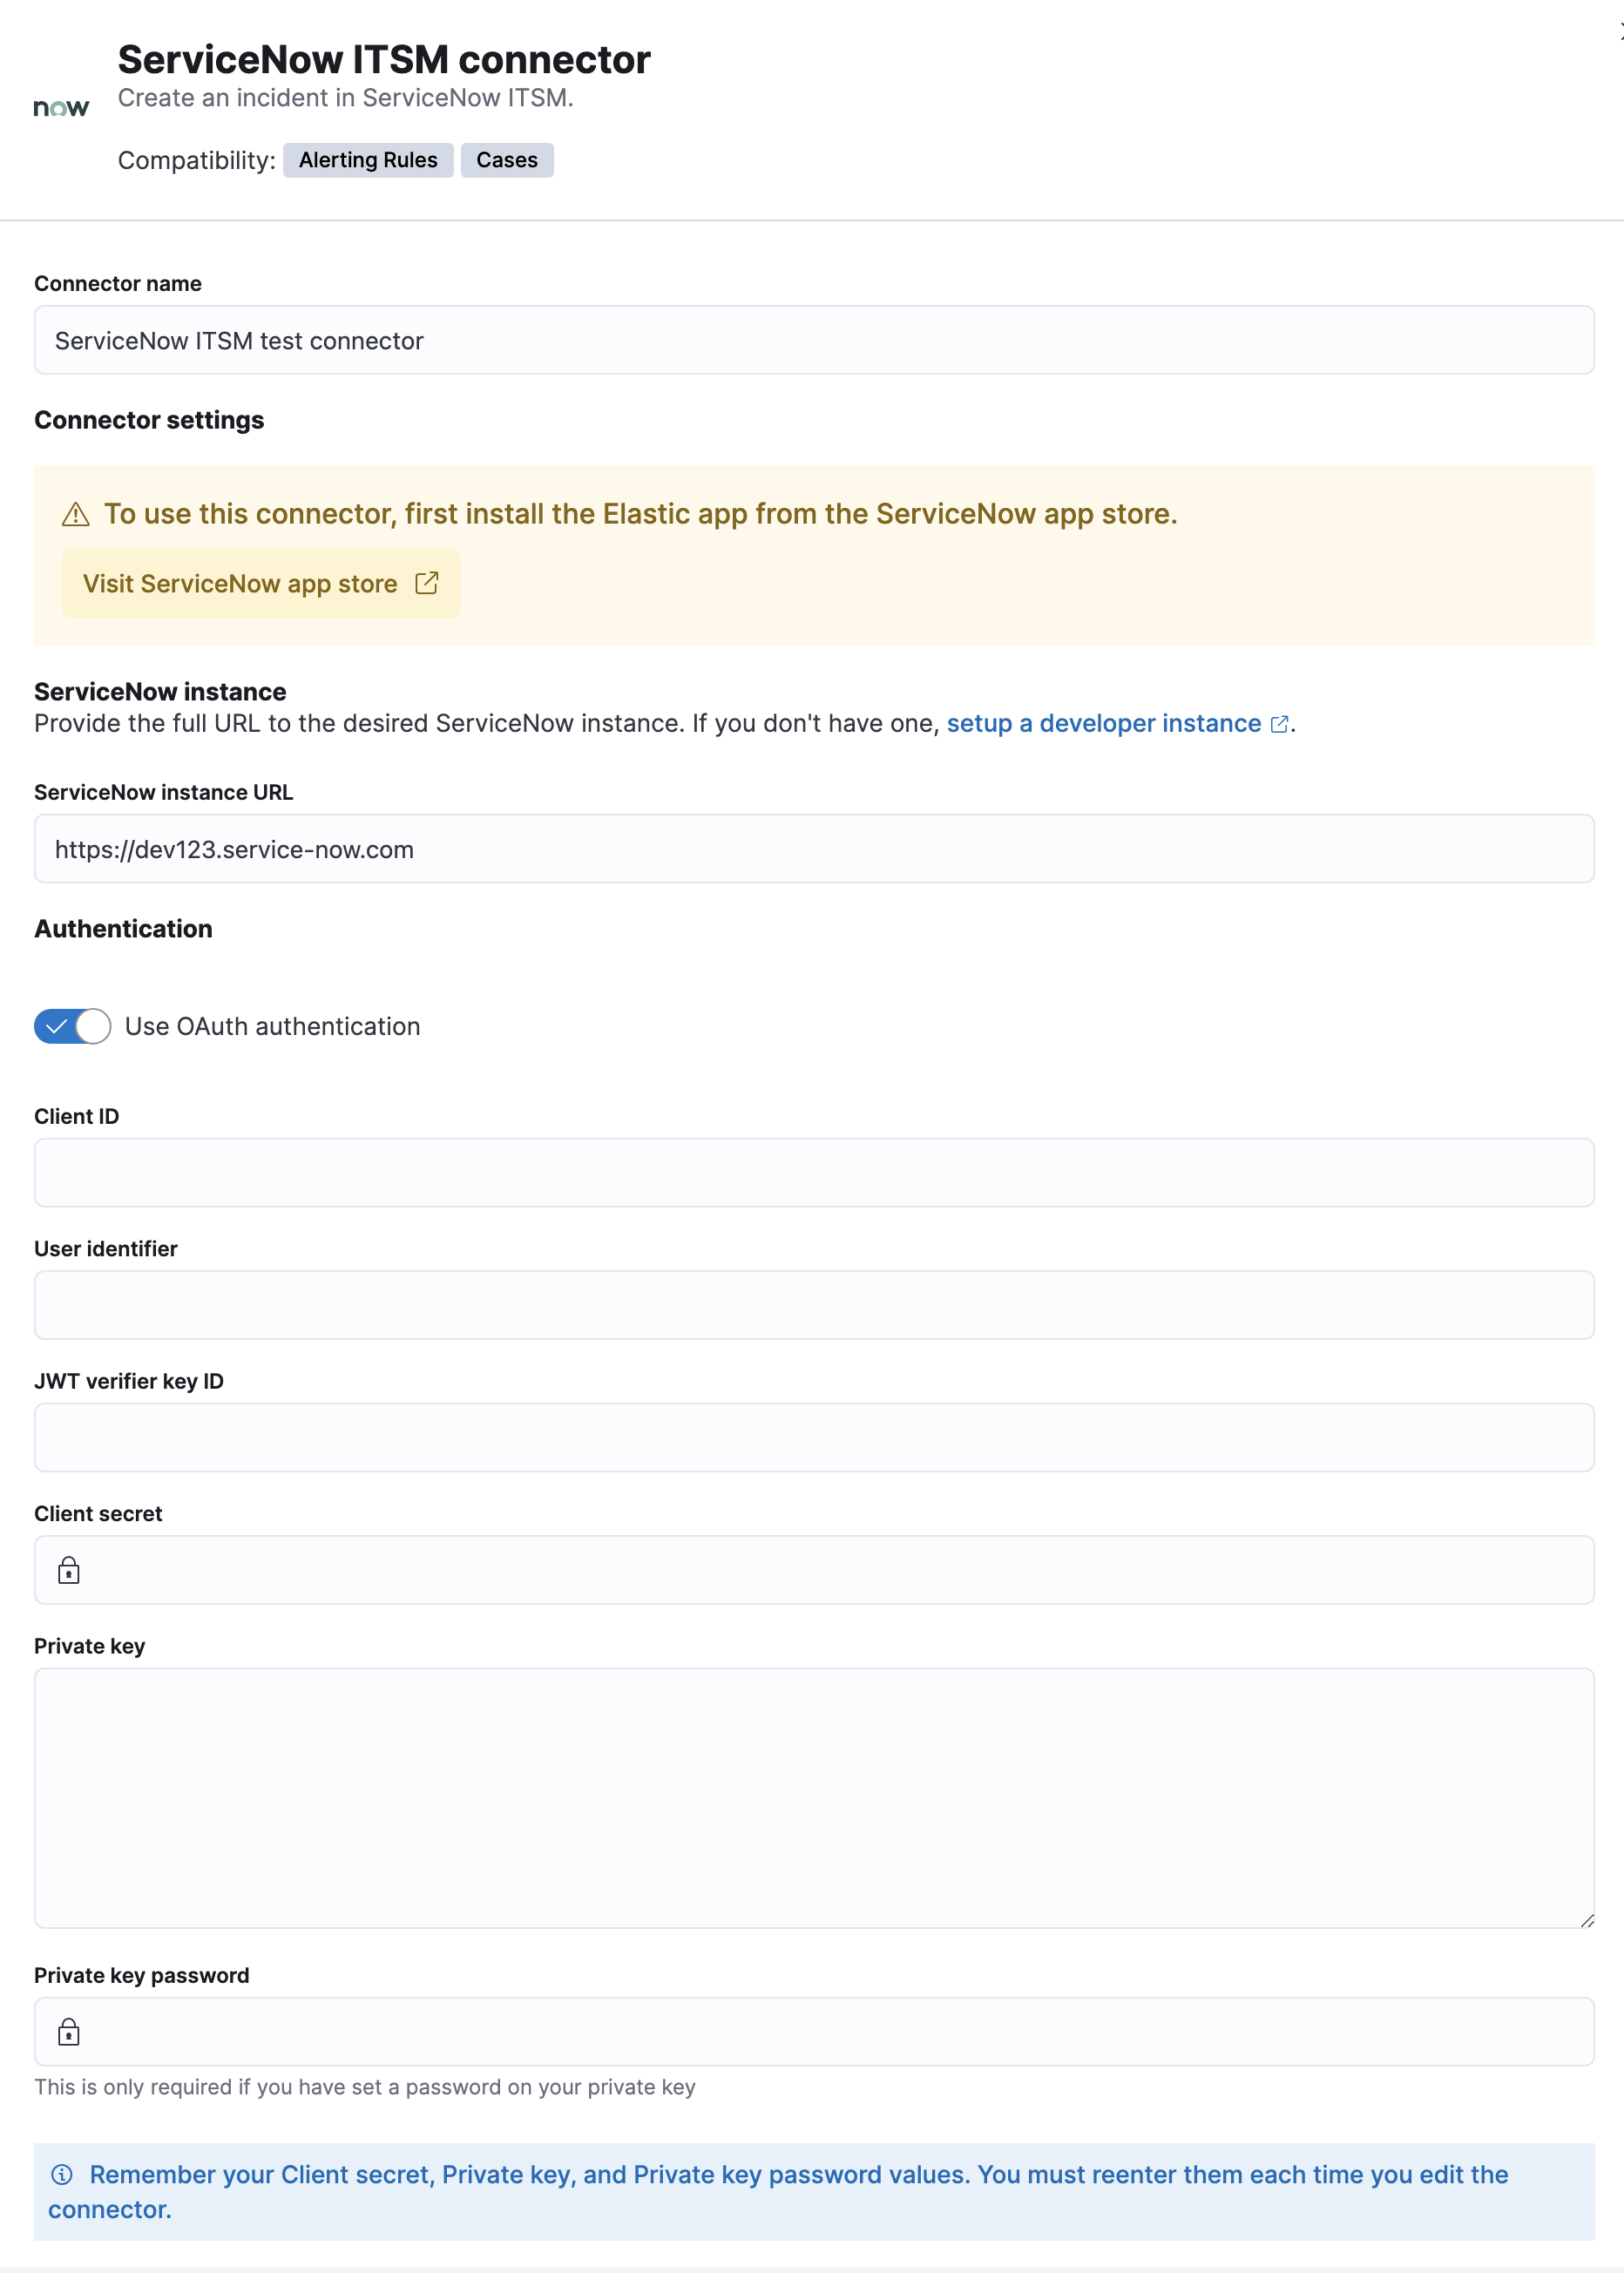 ServiceNow ITSM connector
now
Create an incident in ServiceNow ITSM.
Compatibility: Alerting Rules Cases
Connector name
ServiceNow ITSM test connector
Connector settings
To use this connector, first install the Elastic app from the ServiceNow app store.
Visit ServiceNow app store
ServiceNow instance
Provide the full URL to the desired ServiceNow instance. If you don't have one, setup a developer instance.
ServiceNow instance URL
https://dev123.service-now.com
Authentication
Use OAuth authentication
Client ID
User identifier
JWT verifier key ID
Client secret
Private key
Private key password
This is only required if you have set a password on your private key
Remember your Client secret, Private key, and Private key password values. You must reenter them each time you edit the
connector.